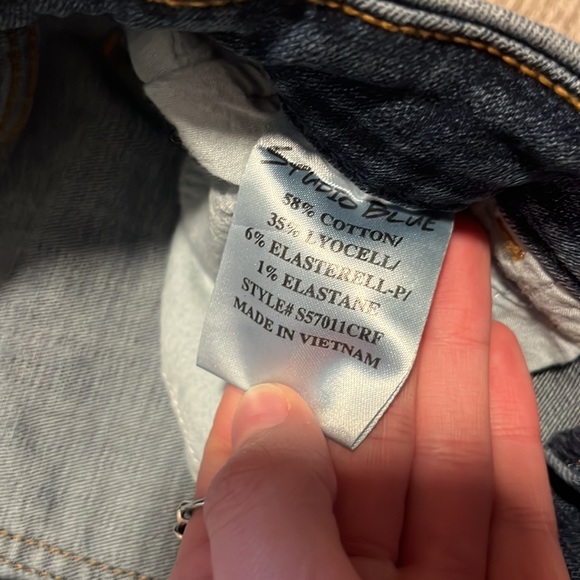 STUDIO BLUE
58% COTTON/
35% LYOCELL/
6% ELASTERELL-P/
1% ELASTANE
STYLE# S57011CRF
MADE IN VIETNAM